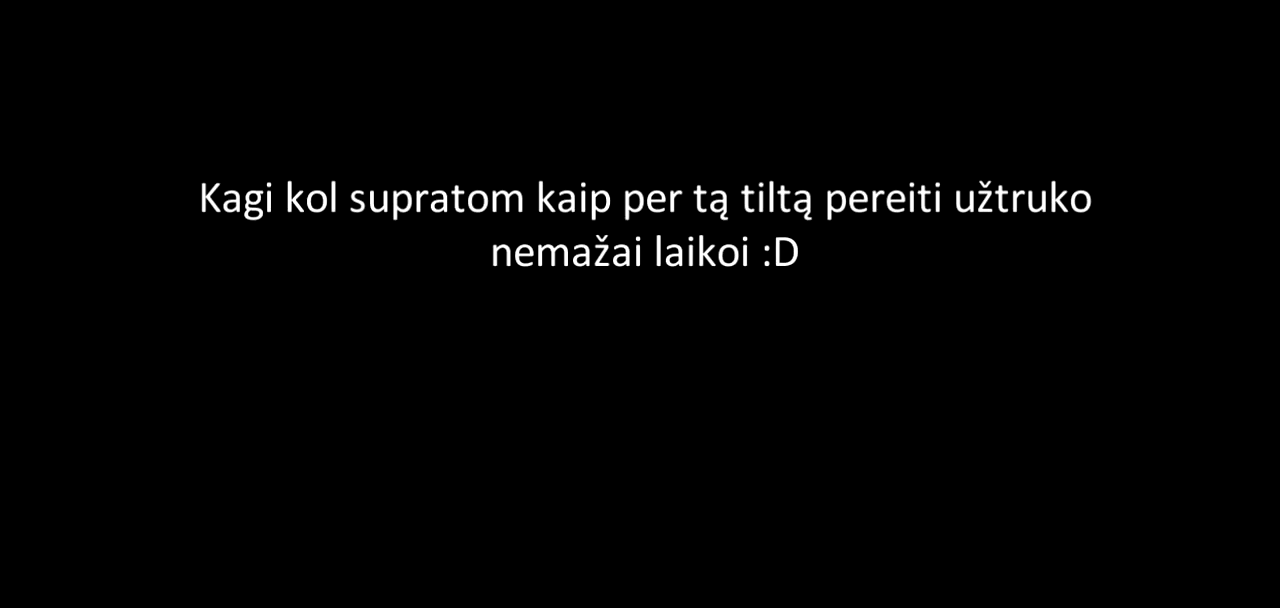 Kagi kol supratom kaip per tą tiltą pereiti užtruko
nemažai laikoi :D